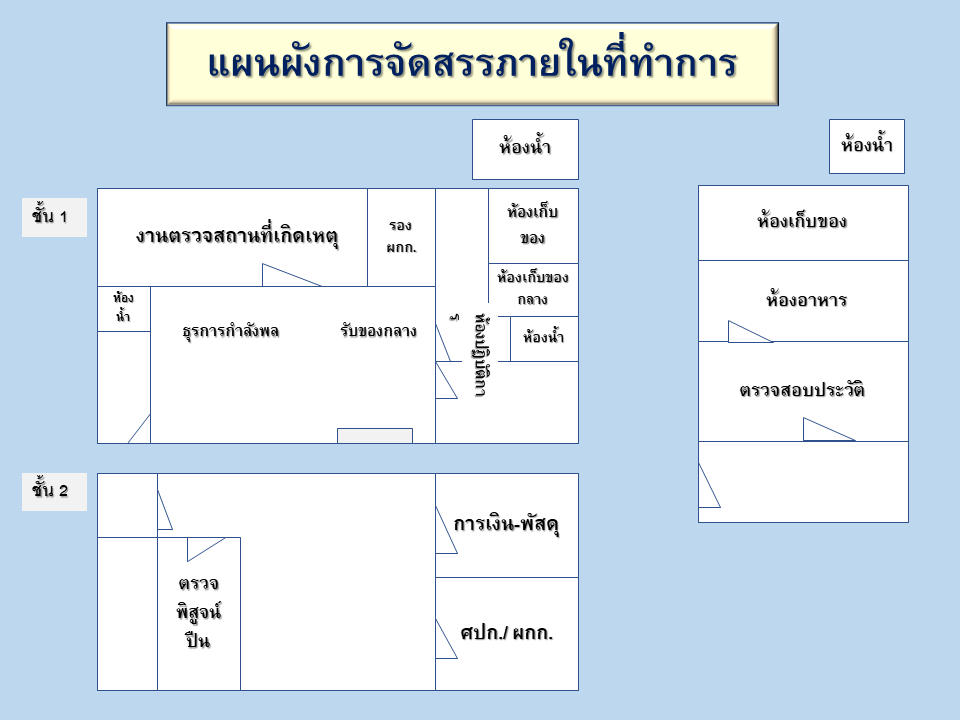 แผนผังการจัดสรรภายในที่ทำการ
ห้องน้ำ
ห้องน้ำ
ชั้น 1
งานตรวจสถานที่เกิดเหตุ
รอง
ผกก.
ห้องเก็บ
ของ
ห้องเก็บของ
กลาง
ห้อง
น้ำ
ธุรการกำลังพล
รับของกลาง
ห้องปฏิบัติกา
ร
ห้องน้ำ
ห้องเก็บของ
ห้องอาหาร
ตรวจสอบประวัติ
ชั้น 2
การเงิน-พัสดุ
ตรวจ
พิสูจน์
ปืน
ศปก./ ผกก.